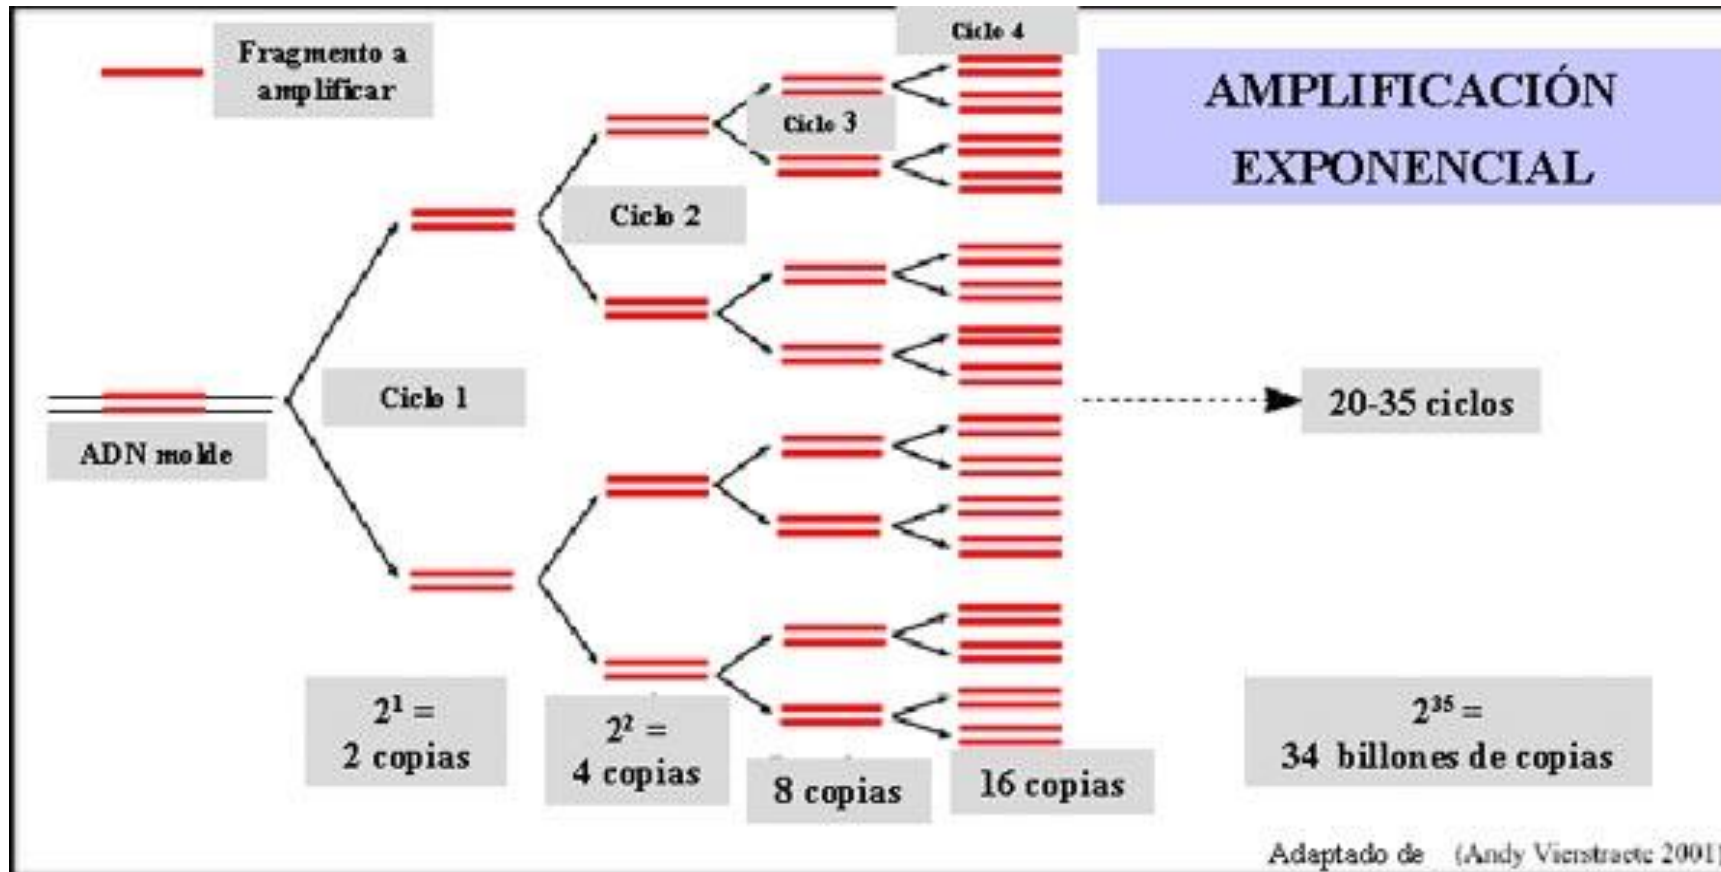 Fragmento a
amplificar
Ciclo 4
AMPLIFICACIÓN
EXPONENCIAL
Ciclo 3
Ciclo 2
Ciclo 1
ADN molde
20-35 ciclos
2¹ =
2 copias
2² =
4 copias
8 copias
16 copias
2³⁵ =
34 billones de copias
Adaptado de (Andy Vierstraete 2001)